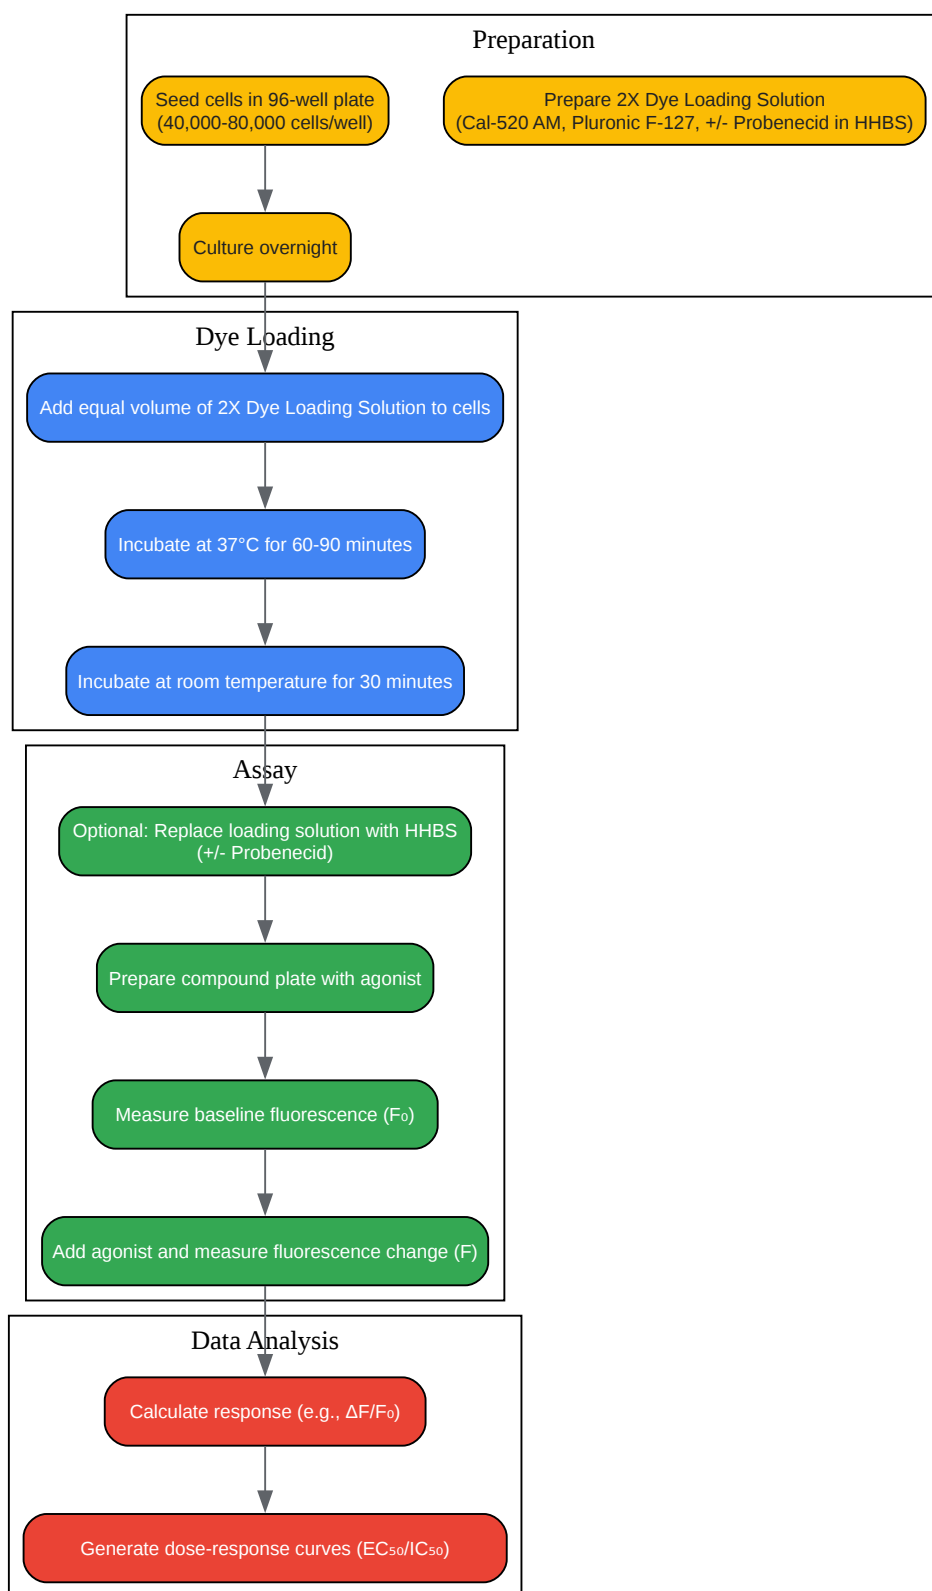 Preparation
Seed cells in 96-well plate
(40,000-80,000 cells/well)
Prepare 2X Dye Loading Solution
(Cal-520 AM, Pluronic F-127, +/- Probenecid in HHBS)
Culture overnight
Dye Loading
Add equal volume of 2X Dye Loading Solution to cells
Incubate at 37°C for 60-90 minutes
Incubate at room temperature for 30 minutes
Assay
Optional: Replace loading solution with HHBS
(+/- Probenecid)
Prepare compound plate with agonist
Measure baseline fluorescence (F₀)
Add agonist and measure fluorescence change (F)
Data Analysis
Calculate response (e.g., ΔF/F₀)
Generate dose-response curves (EC₅₀/IC₅₀)